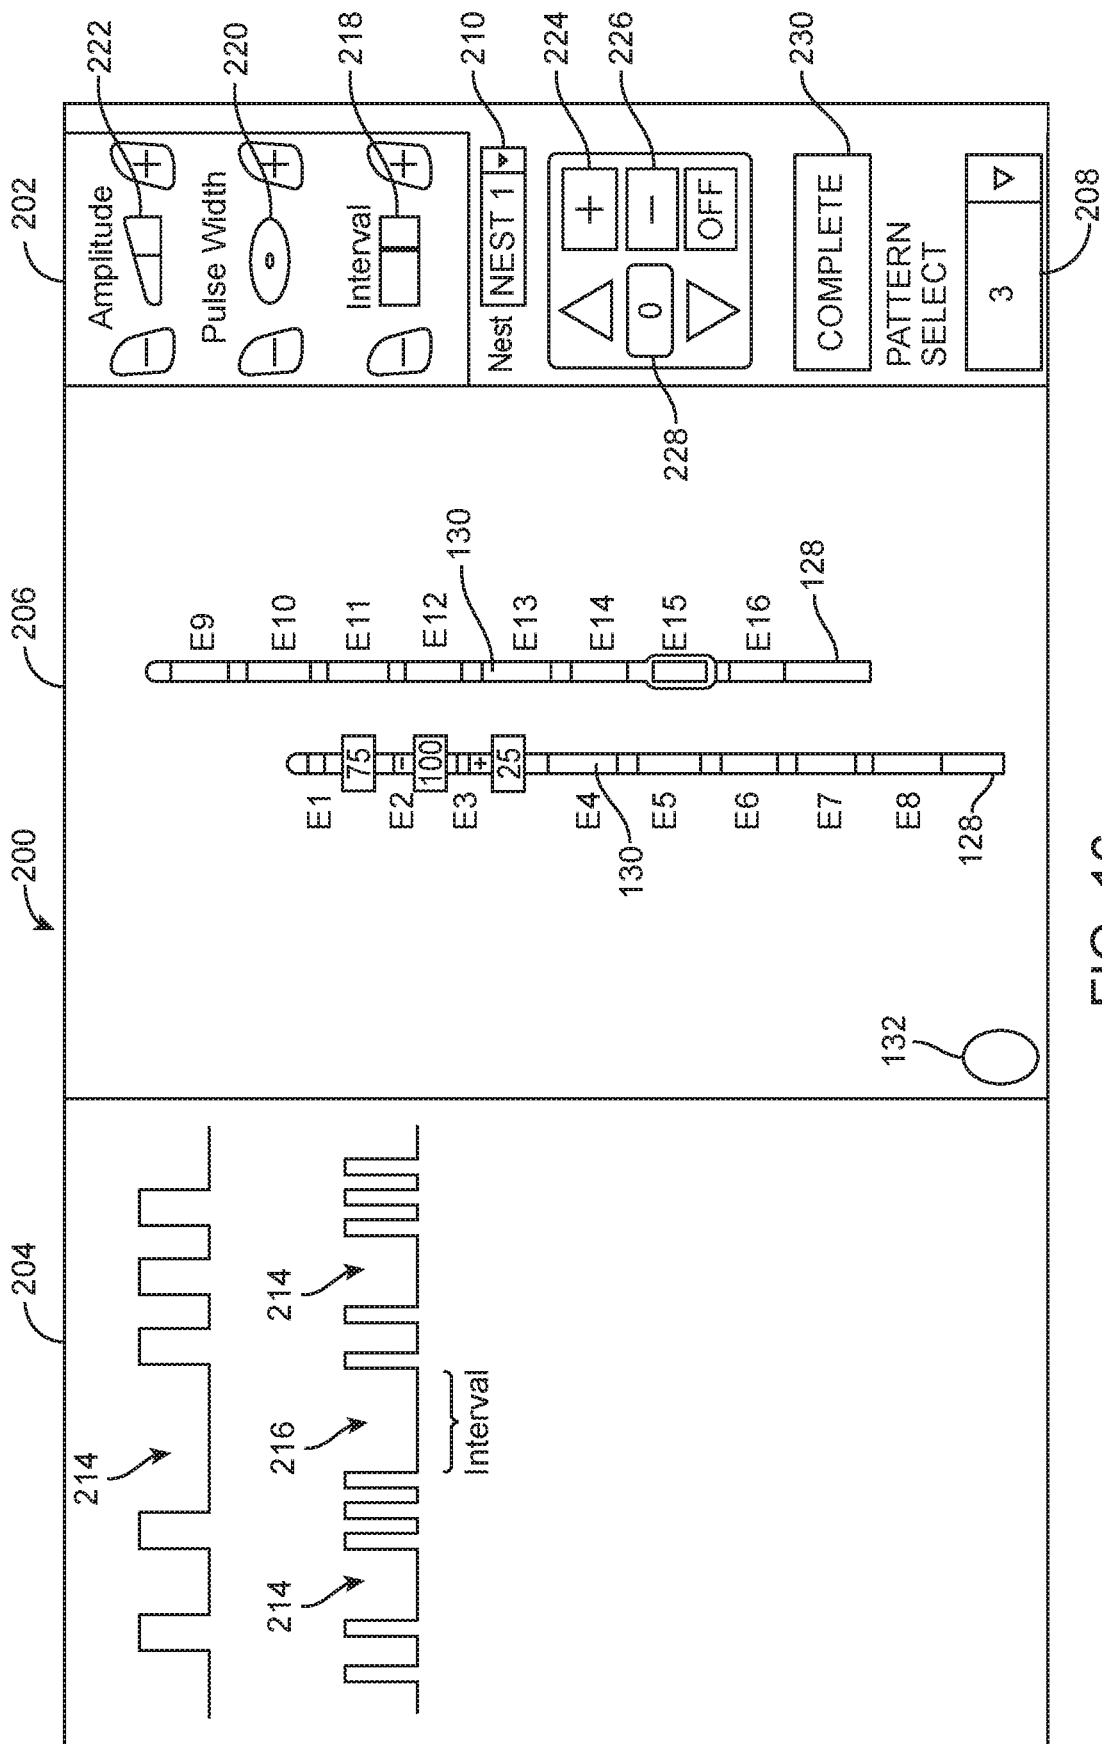 200
204
206
202
214
214
216
214
Interval
132
E1
E2
E3
E4
E5
E6
E7
E8
75
-
100
+
25
130
128
E9
E10
E11
E12
E13
E14
E15
E16
130
128
Amplitude
222
- +
Pulse Width
220
- +
Interval
218
- +
Nest NEST 1
210
+
224
-
226
OFF
0
228
COMPLETE
230
PATTERN
SELECT
3
208